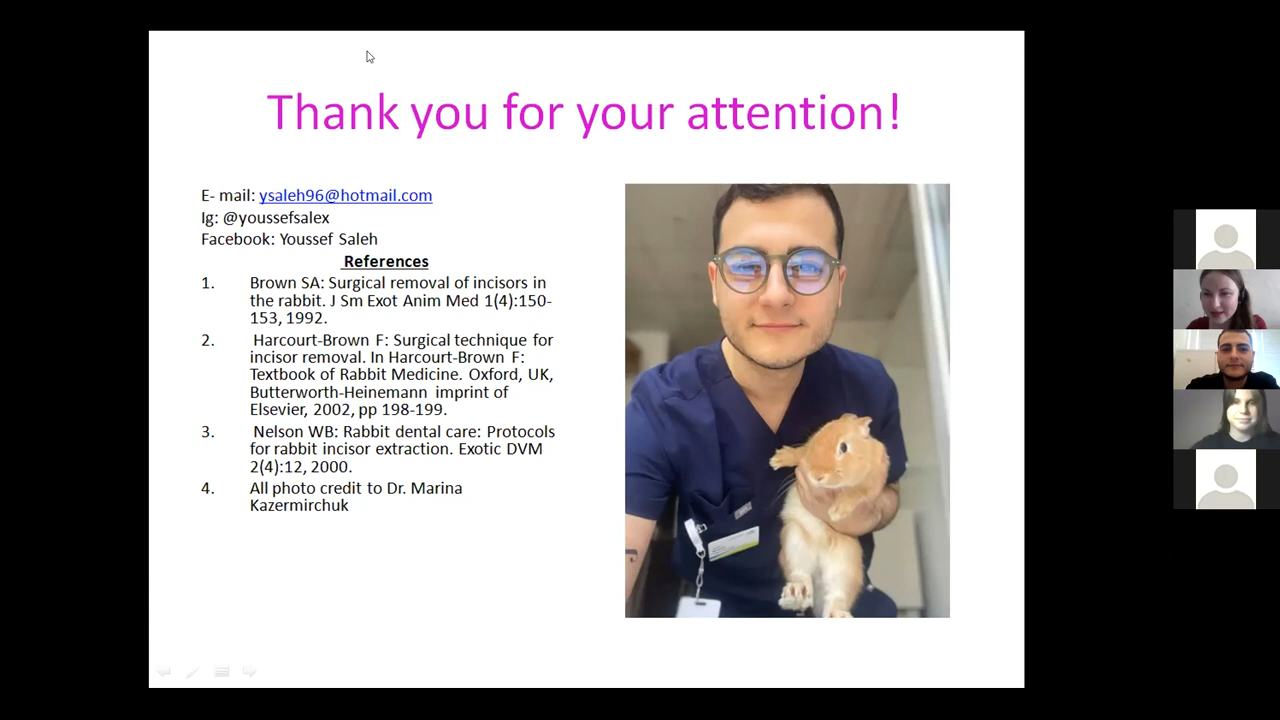 Thank you for your attention!
E- mail: ysaleh96@hotmail.com
Ig: @youssefsalex
Facebook: Youssef Saleh
References
1. Brown SA: Surgical removal of incisors in
the rabbit. J Sm Exot Anim Med 1(4):150-
153, 1992.
2. Harcourt-Brown F: Surgical technique for
incisor removal. In Harcourt-Brown F:
Textbook of Rabbit Medicine. Oxford, UK,
Butterworth-Heinemann imprint of
Elsevier, 2002, pp 198-199.
3. Nelson WB: Rabbit dental care: Protocols
for rabbit incisor extraction. Exotic DVM
2(4):12, 2000.
4. All photo credit to Dr. Marina
Kazermirchuk